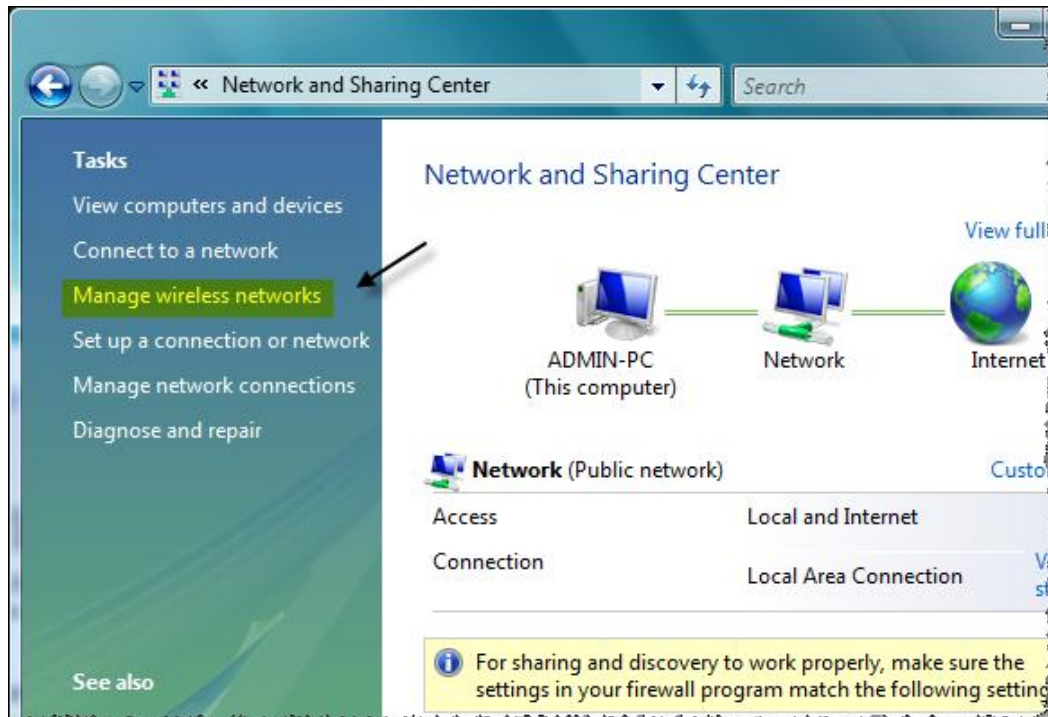 « Network and Sharing Center
Search
Tasks
View computers and devices
Connect to a network
Manage wireless networks
Set up a connection or network
Manage network connections
Diagnose and repair
See also
Network and Sharing Center
View full
ADMIN-PC
(This computer)
Network
Internet
Network (Public network)
Access
Local and Internet
Connection
Local Area Connection
For sharing and discovery to work properly, make sure the
settings in your firewall program match the following